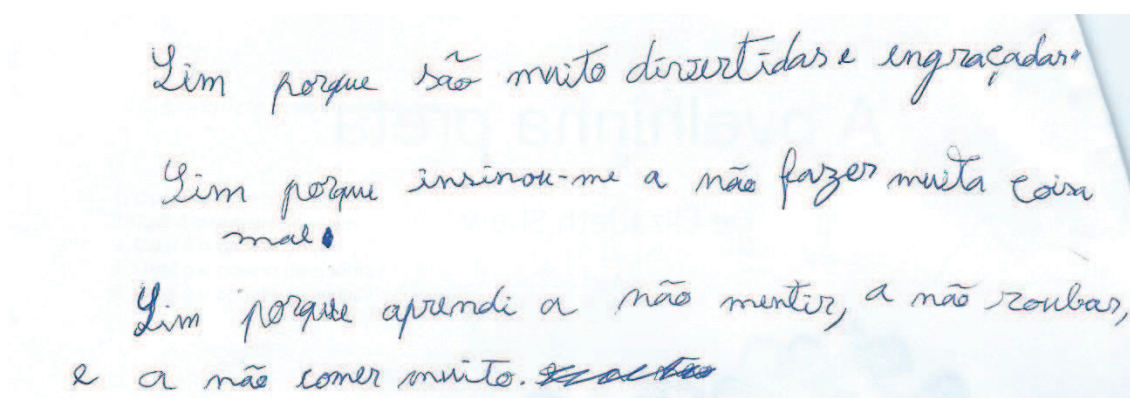 Sim porque são muito divertidas e engraçadas.
Sim porque insinou-me a não fazer muita coisa
mal.
Sim porque aprendi a não mentir, a não roubar,
e a não comer muito.